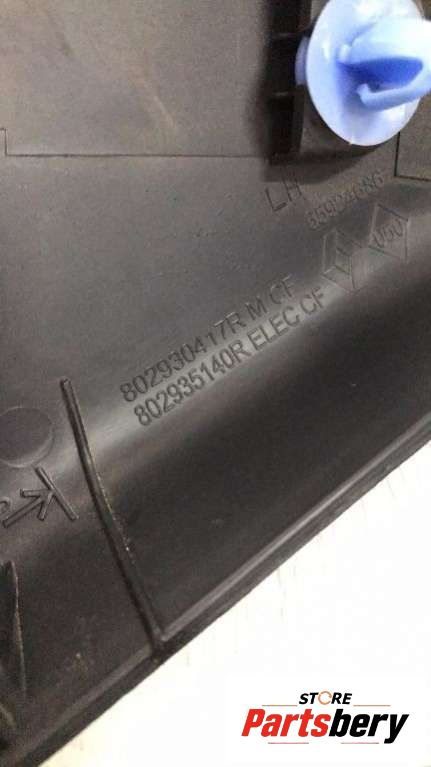 LH
802930417R M CF
802935140R ELEC CF
STORE
Partsbery